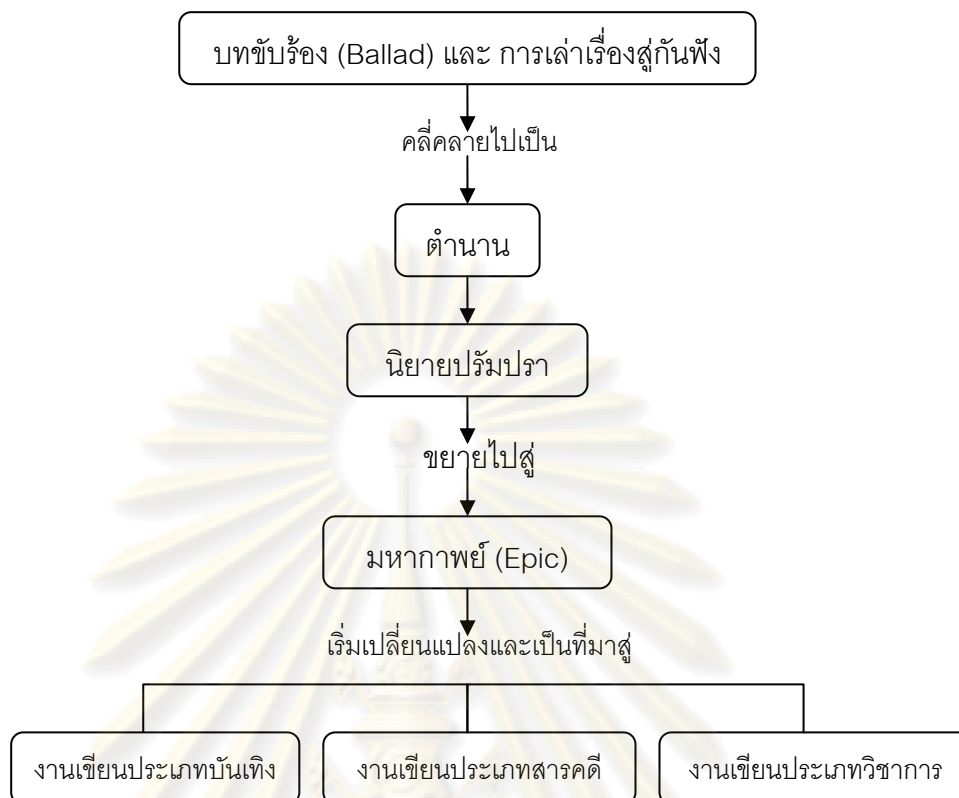 บทขับร้อง (Ballad) และ การเล่าเรื่องสู่กันฟัง
คลี่คลายไปเป็น
ตำนาน
นิยายปรัมปรา
ขยายไปสู่
มหากาพย์ (Epic)
เริ่มเปลี่ยนแปลงและเป็นที่มาสู่
งานเขียนประเภทบันเทิง
งานเขียนประเภทสารคดี
งานเขียนประเภทวิชาการ